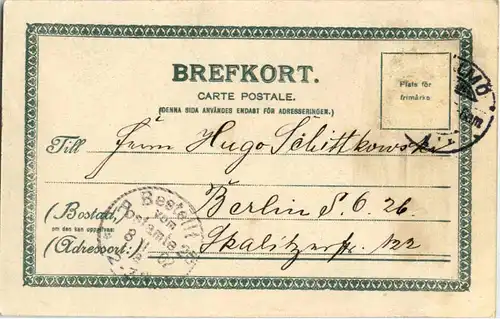 BREFKORT.
CARTE POSTALE.
(DENNA SIDA ANVÄNDES ENDAST FÖR ADRESSERINGEN.)
Plats för
frimärke
LMÖ
Till Herrn Hugo Schittkowski
Berlin S. O. 26.
(Bostad,
om den kan uppgifvas)
Skalitzerstr. 122
(Adressort:)
Bestellt
vom
Postamte